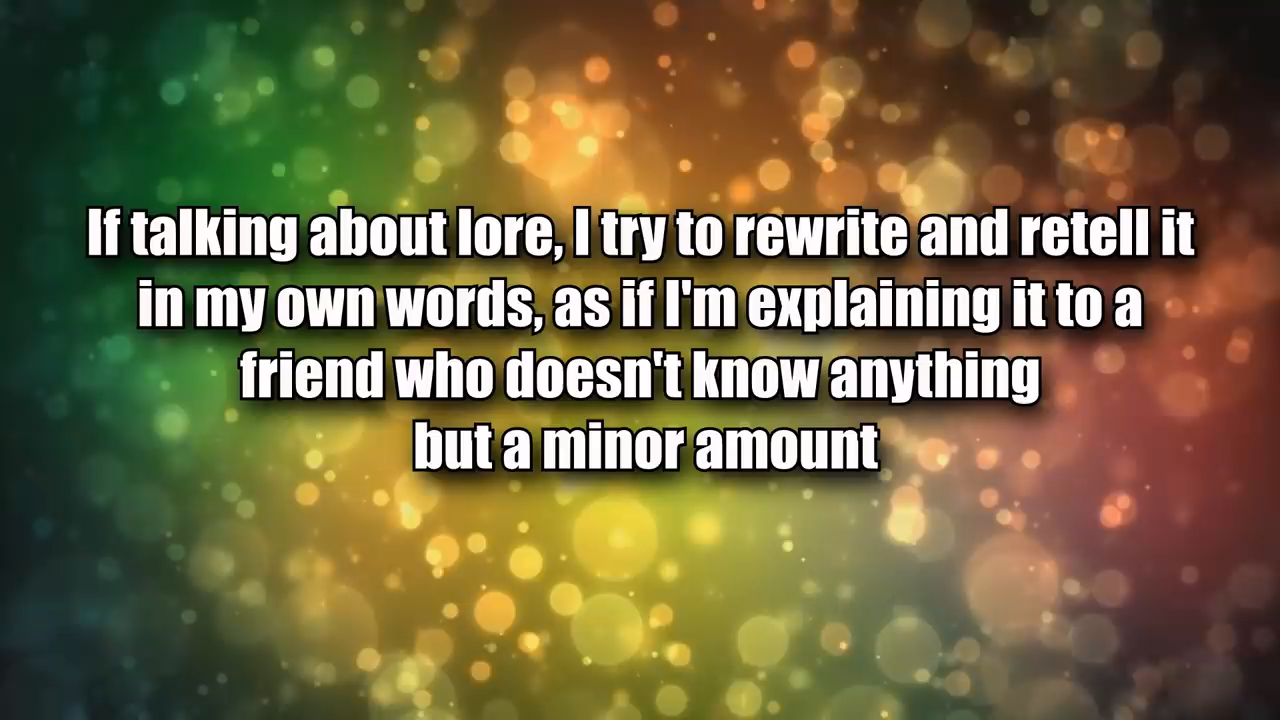 If talking about lore, I try to rewrite and retell it
in my own words, as if I'm explaining it to a
friend who doesn't know anything
but a minor amount